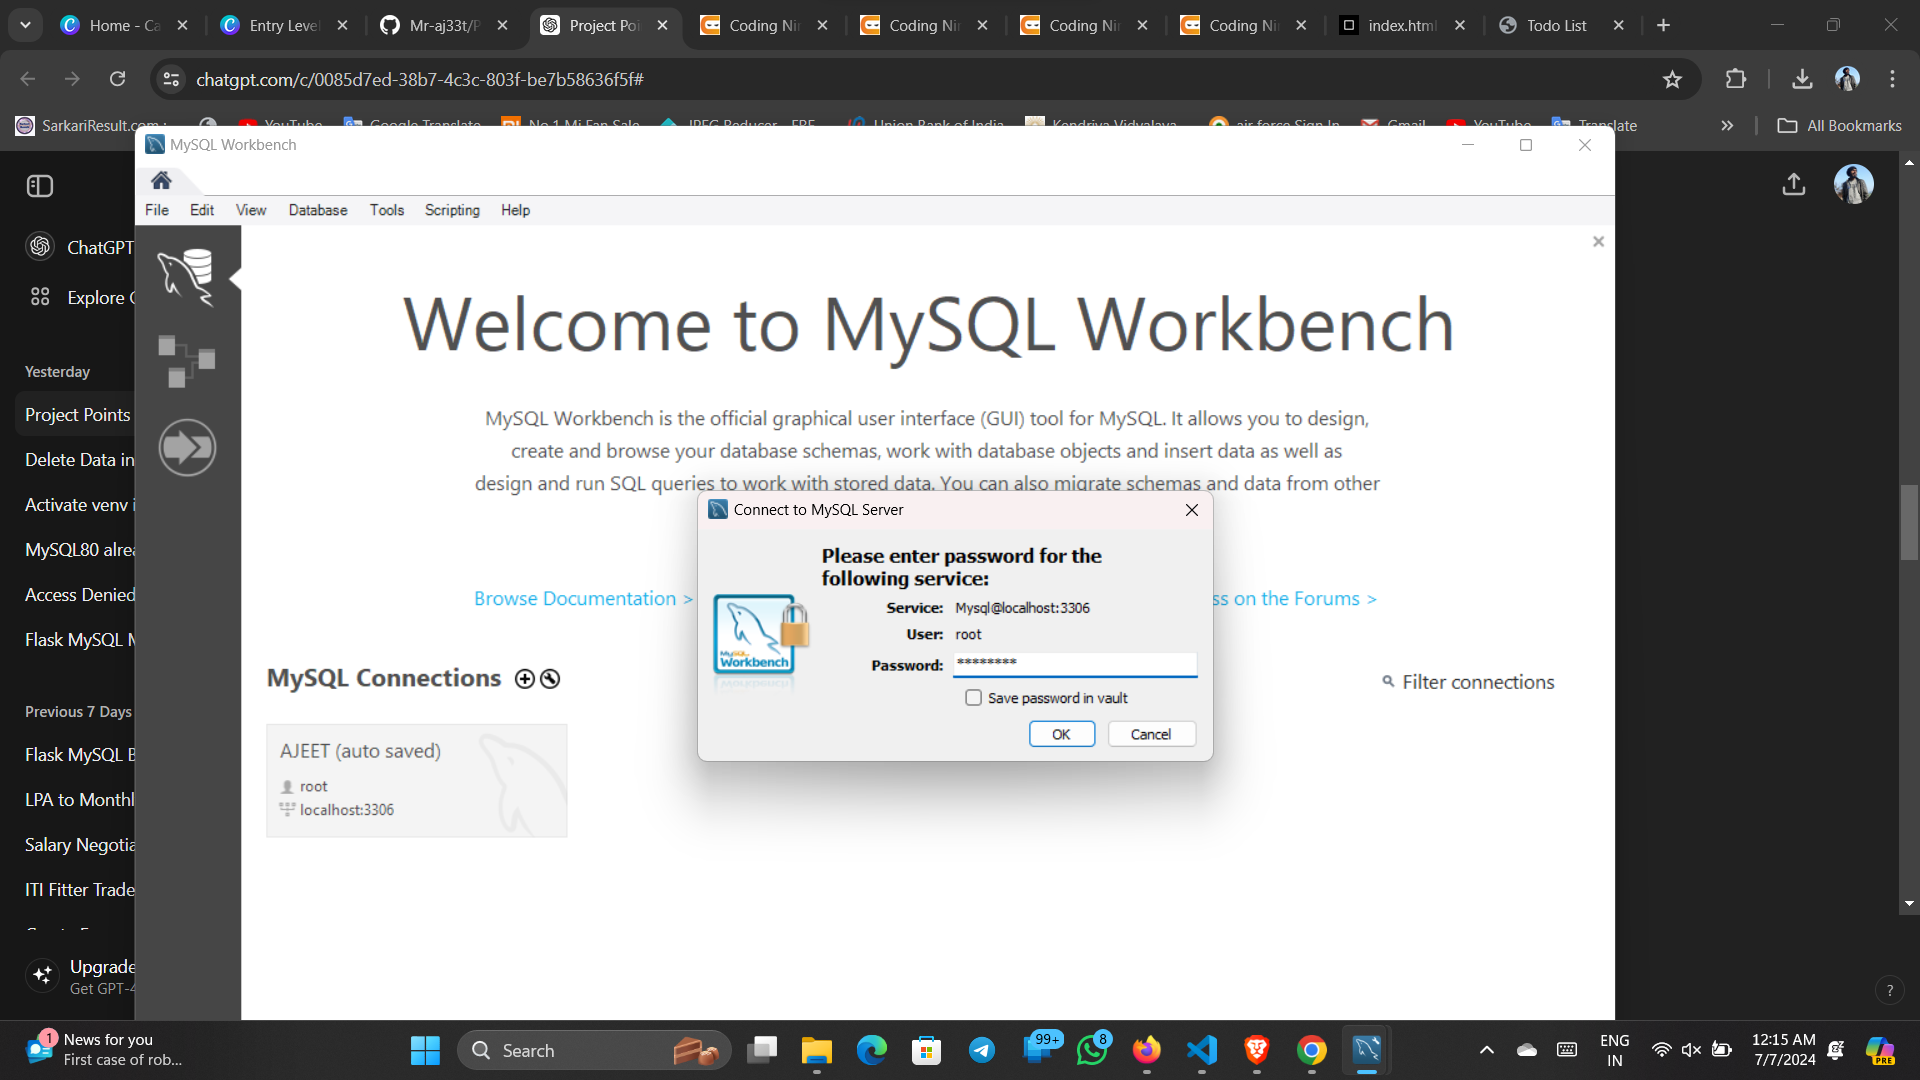 Home - Ca
Entry Level
Mr-aj33t/P
Project Poi
Coding Nin
Coding Nin
Coding Nin
Coding Nin
index.html
Todo List
chatgpt.com/c/0085d7ed-38b7-4c3c-803f-be7b58636f5f#
SarkariResult.com :
YouTube
Google Translate
No 1 Mi Fan Sale
JPEG Reducer
FRE
Union Bank of India
Kendriya Vidyalaya
air force Sign In
Gmail
YouTube
Translate
All Bookmarks
MySQL Workbench
File Edit View Database Tools Scripting Help
ChatGPT
Explore G
Yesterday
Project Points
Delete Data in
Activate venv i
MySQL80 alrea
Access Denied
Flask MySQL M
Previous 7 Days
Flask MySQL B
LPA to Monthl
Salary Negotia
ITI Fitter Trade
Upgrade
Get GPT-4
Welcome to MySQL Workbench
MySQL Workbench is the official graphical user interface (GUI) tool for MySQL. It allows you to design,
create and browse your database schemas, work with database objects and insert data as well as
design and run SQL queries to work with stored data. You can also migrate schemas and data from other
Browse Documentation >
ss on the Forums >
Connect to MySQL Server
Please enter password for the
following service:
Service: Mysql@localhost:3306
User: root
Password: ********
Save password in vault
OK Cancel
MySQL
Workbench
MySQL Connections
Filter connections
AJEET (auto saved)
root
localhost:3306
?
1
News for you
First case of rob...
Search
99+
8
ENG
IN
12:15 AM
7/7/2024
PRE